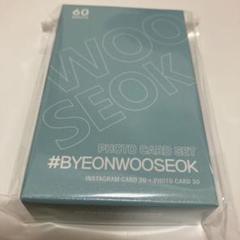 60
WOO
SEOK
PHOTO CARD SET
#BYEONWOOSEOK
INSTAGRAM CARD 30 + PHOTO CARD 30